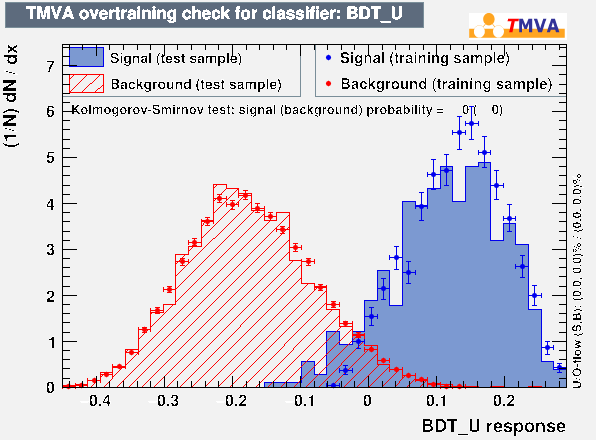 TMVA overtraining check for classifier: BDT_U
TMVA
(1/N) dN / dx
Signal (test sample)
Signal (training sample)
Background (test sample)
Background (training sample)
Kolmogorov-Smirnov test: signal (background) probability = 0 ( 0)
7
6
5
4
3
2
1
0
−0.4 −0.3 −0.2 −0.1 0 0.1 0.2
BDT_U response
U/O-flow (S,B): (0.0, 0.0)% / (0.0, 0.0)%